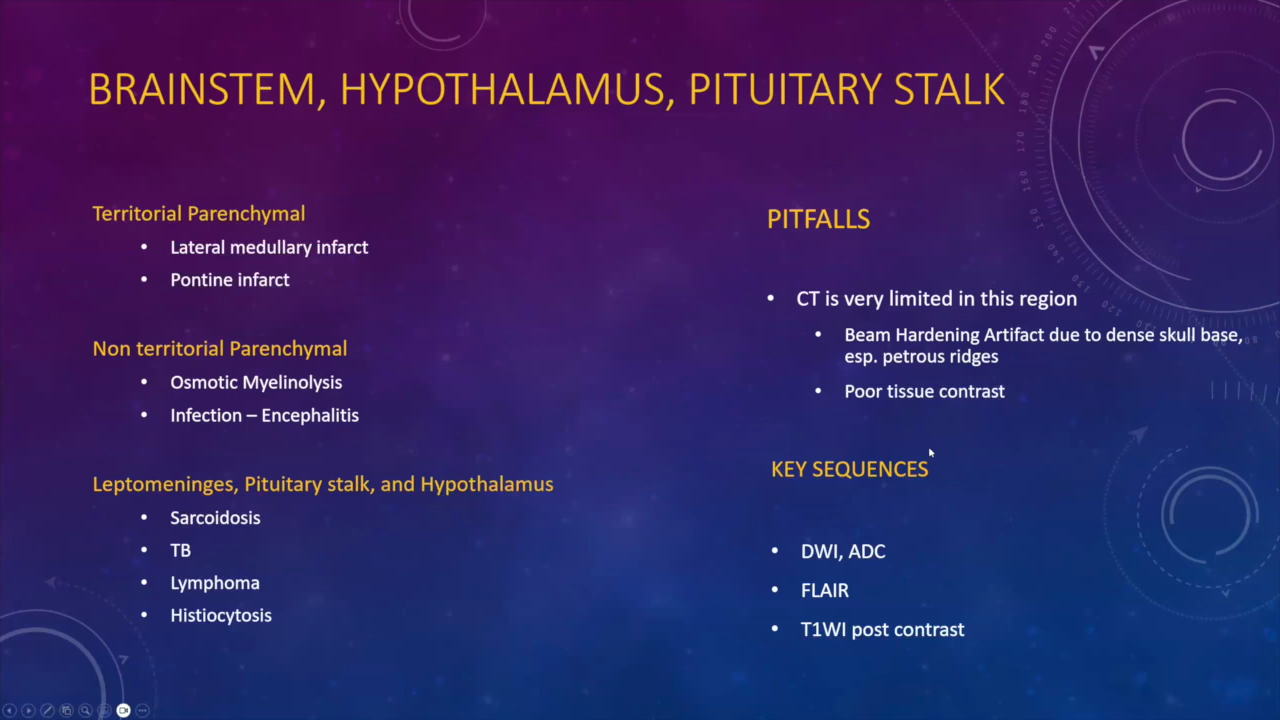 BRAINSTEM, HYPOTHALAMUS, PITUITARY STALK
Territorial Parenchymal
• Lateral medullary infarct
• Pontine infarct
Non territorial Parenchymal
• Osmotic Myelinolysis
• Infection – Encephalitis
Leptomeninges, Pituitary stalk, and Hypothalamus
• Sarcoidosis
• TB
• Lymphoma
• Histiocytosis
PITFALLS
• CT is very limited in this region
• Beam Hardening Artifact due to dense skull base,
esp. petrous ridges
• Poor tissue contrast
KEY SEQUENCES
• DWI, ADC
• FLAIR
• T1WI post contrast